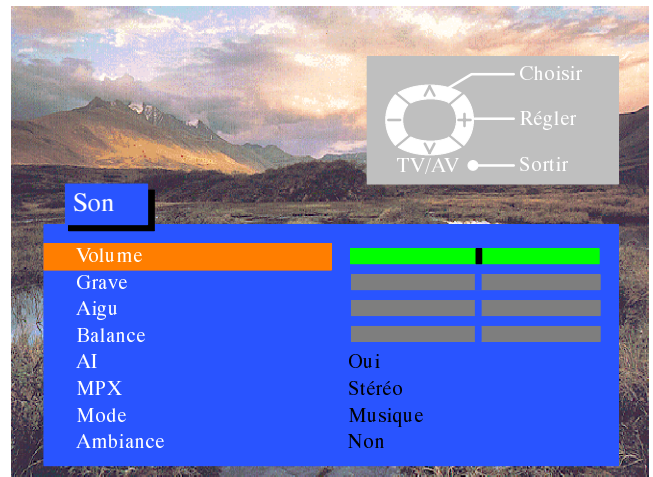 Choisir
Régler
TV/AV Sortir
Son
Volume
Grave
Aigu
Balance
AI Oui
MPX Stéréo
Mode Musique
Ambiance Non